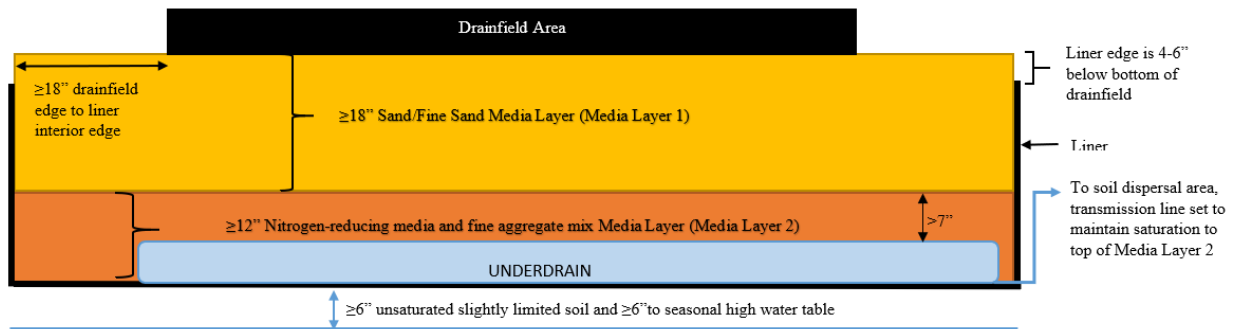 Drainfield Area
Liner edge is 4-6”
below bottom of
drainfield
≥18” drainfield
edge to liner
interior edge
≥18” Sand/Fine Sand Media Layer (Media Layer 1)
Liner
To soil dispersal area,
transmission line set to
maintain saturation to
top of Media Layer 2
≥12” Nitrogen-reducing media and fine aggregate mix Media Layer (Media Layer 2)
>7”
UNDERDRAIN
≥6” unsaturated slightly limited soil and ≥6”to seasonal high water table